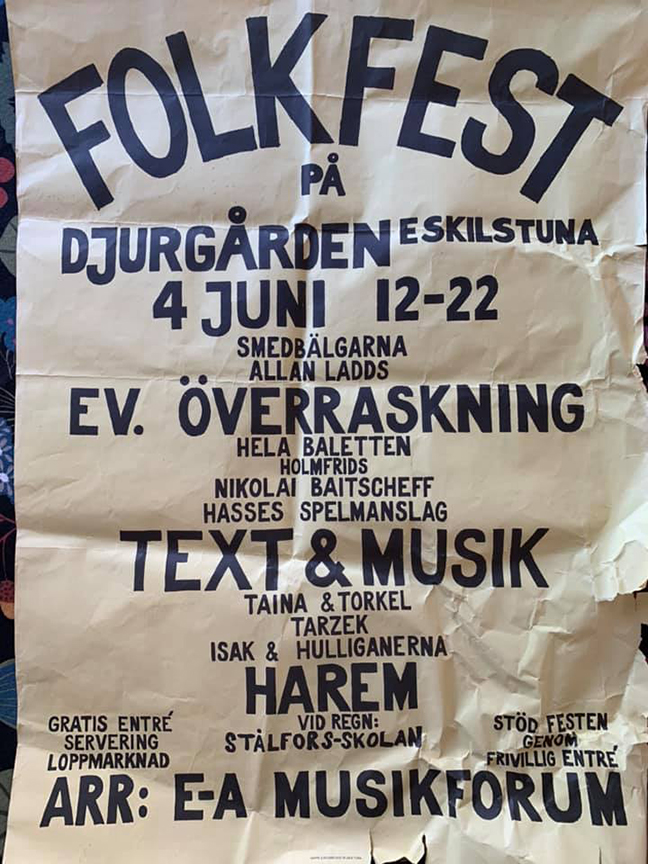 FOLKFEST
PÅ
DJURGÅRDEN ESKILSTUNA
4 JUNI 12-22
SMEDBÄLGARNA
ALLAN LADDS
EV. ÖVERRASKNING
HELA BALETTEN
HOLMFRIDS
NIKOLAI BAITSCHEFF
HASSES SPELMANSLAG
TEXT & MUSIK
TAINA & TORKEL
TARZEK
ISAK & HULLIGANERNA
HAREM
VID REGN:
STÅLFORS-SKOLAN
GRATIS ENTRÉ
SERVERING
LOPPMARKNAD
STÖD FESTEN
GENOM
FRIVILLIG ENTRÉ
ARR: E-A MUSIKFORUM